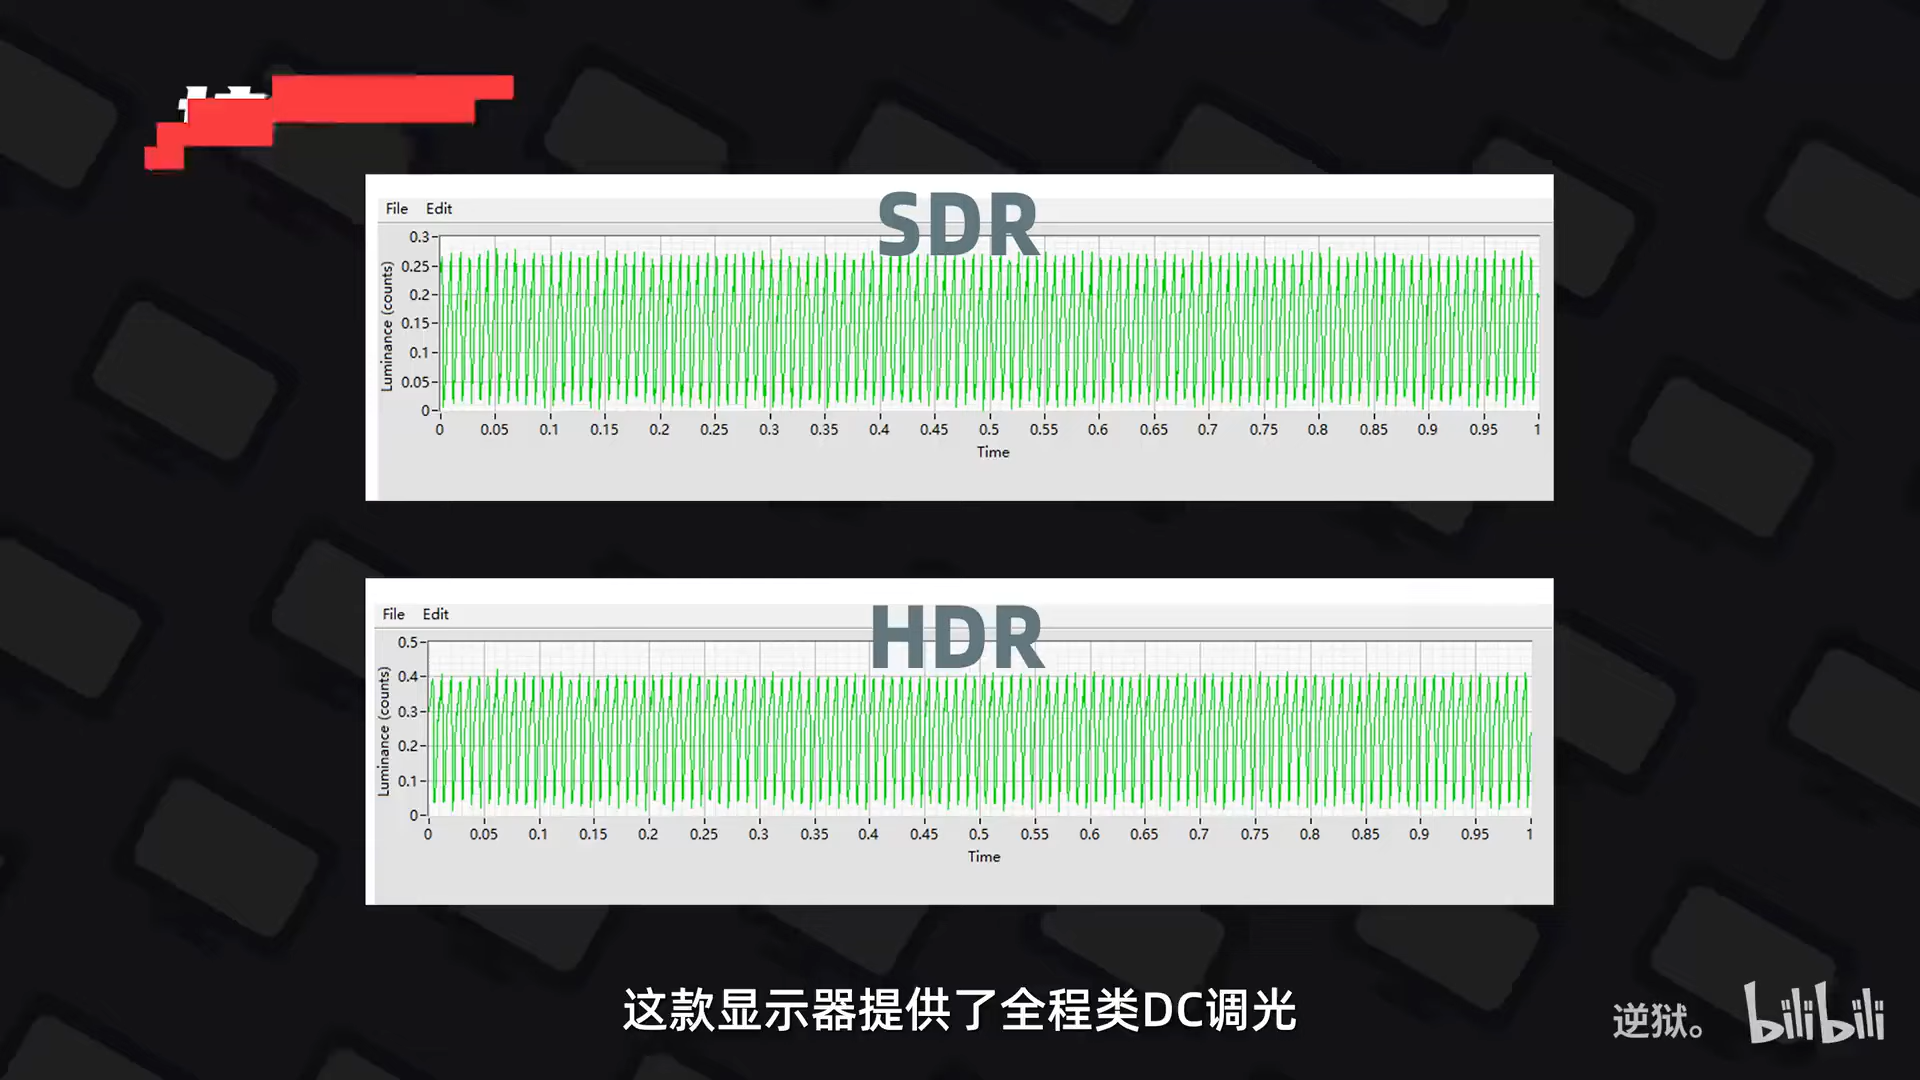 SDR
File Edit
0.3
0.25
0.2
0.15
0.1
0.05
0
Luminance (counts)
0 0.05 0.1 0.15 0.2 0.25 0.3 0.35 0.4 0.45 0.5 0.55 0.6 0.65 0.7 0.75 0.8 0.85 0.9 0.95 1
Time
HDR
File Edit
0.5
0.4
0.3
0.2
0.1
0
Luminance (counts)
0 0.05 0.1 0.15 0.2 0.25 0.3 0.35 0.4 0.45 0.5 0.55 0.6 0.65 0.7 0.75 0.8 0.85 0.9 0.95 1
Time
这款显示器提供了全程类DC调光
逆狱。 bilibili